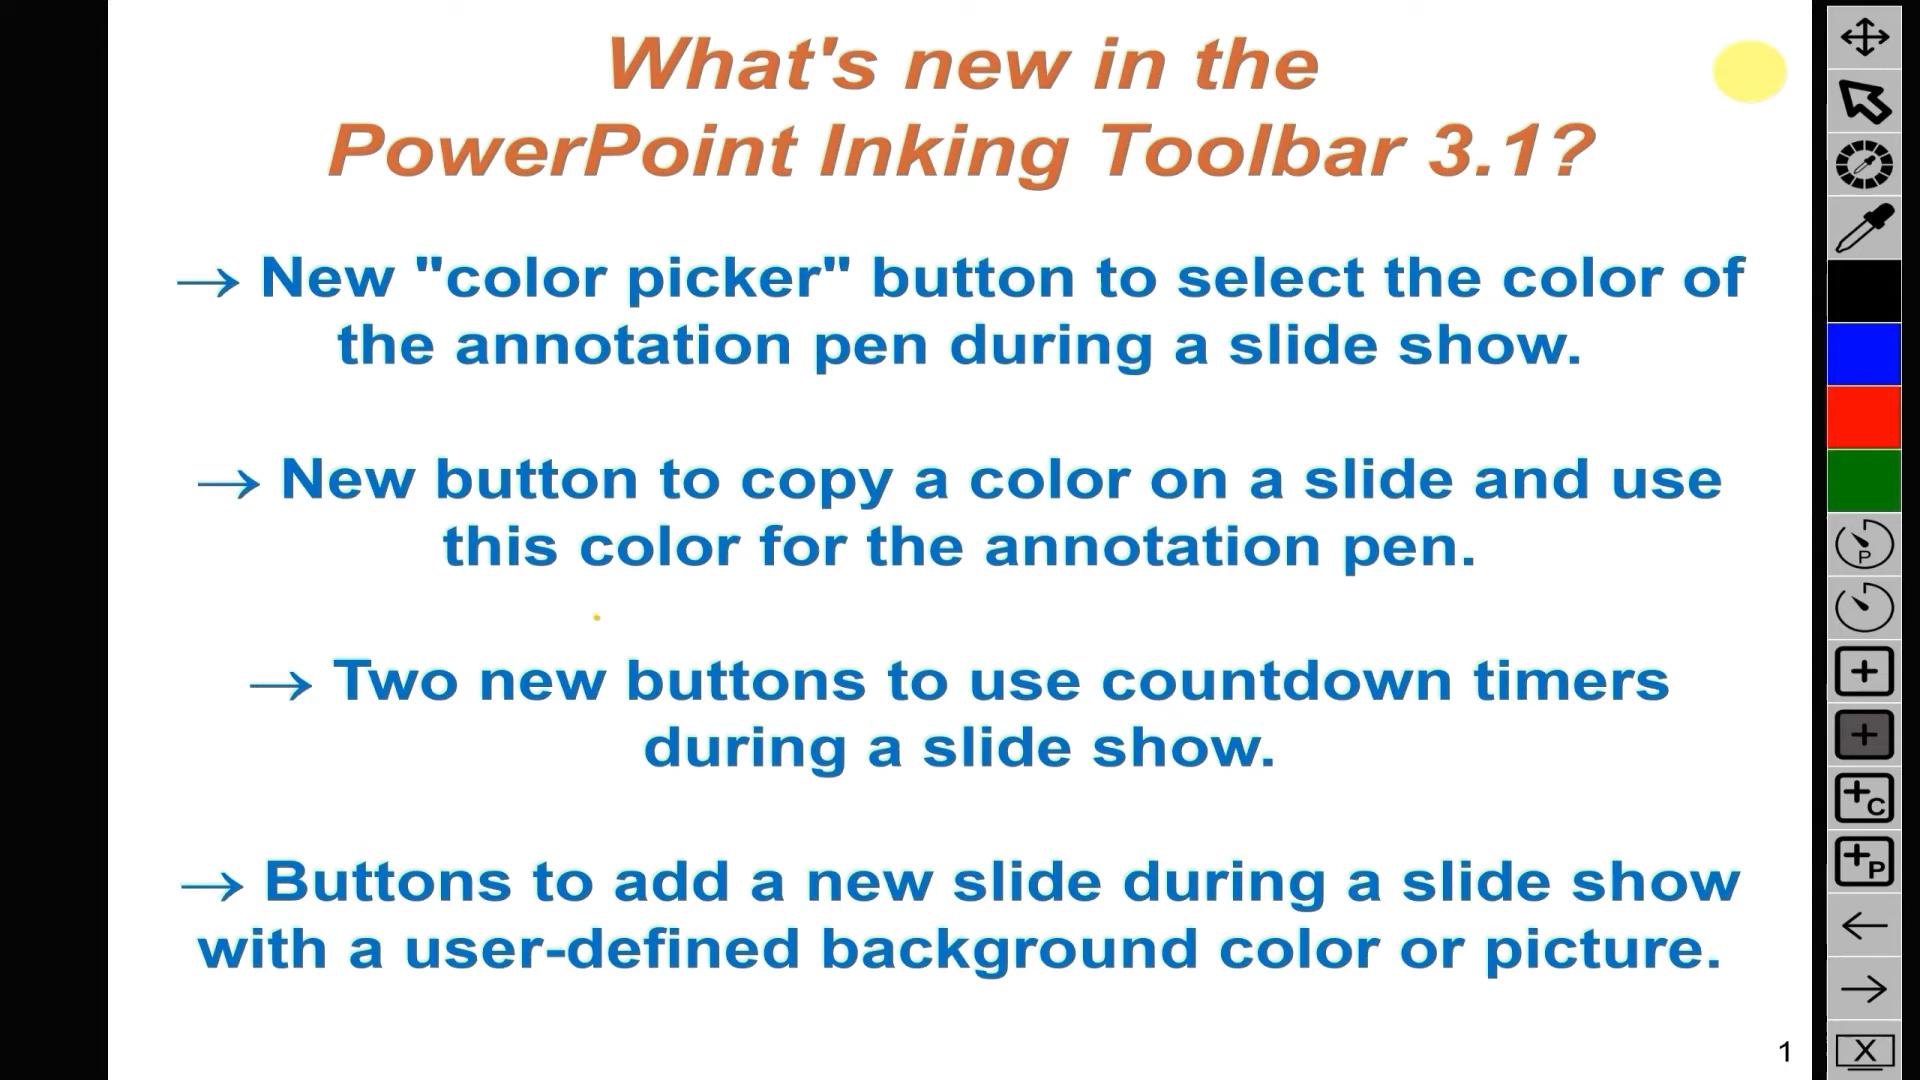 What's new in the
PowerPoint Inking Toolbar 3.1?
→ New "color picker" button to select the color of
the annotation pen during a slide show.
→ New button to copy a color on a slide and use
this color for the annotation pen.
→ Two new buttons to use countdown timers
during a slide show.
→ Buttons to add a new slide during a slide show
with a user-defined background color or picture.
1
P
+
+
+C
+P
←
→
X